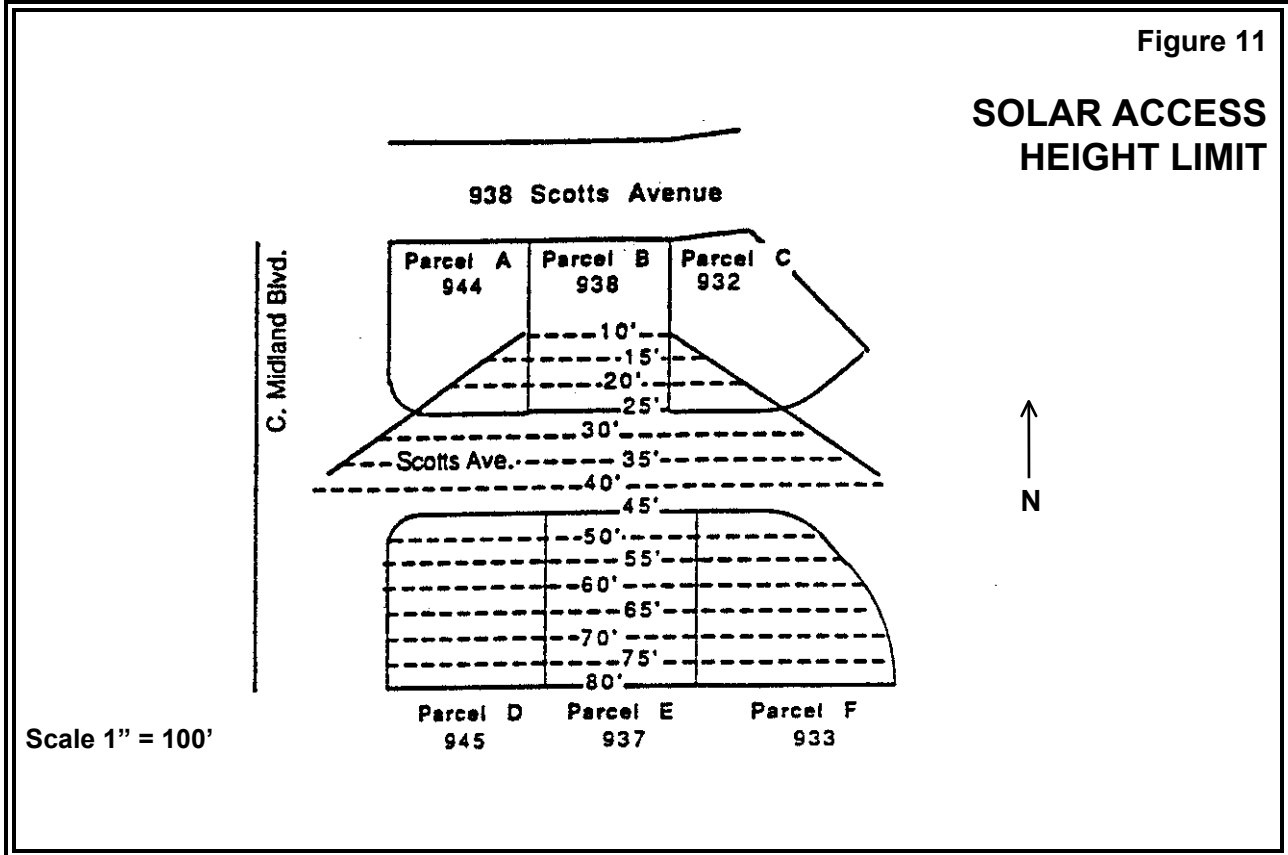 Figure 11
SOLAR ACCESS
HEIGHT LIMIT
938 Scotts Avenue
C. Midland Blvd.
Parcel A
944
Parcel B
938
Parcel C
932
10'
15'
20'
25'
30'
Scotts Ave.
35'
40'
45'
50'
55'
60'
65'
70'
75'
80'
N
Parcel D
945
Parcel E
937
Parcel F
933
Scale 1” = 100’